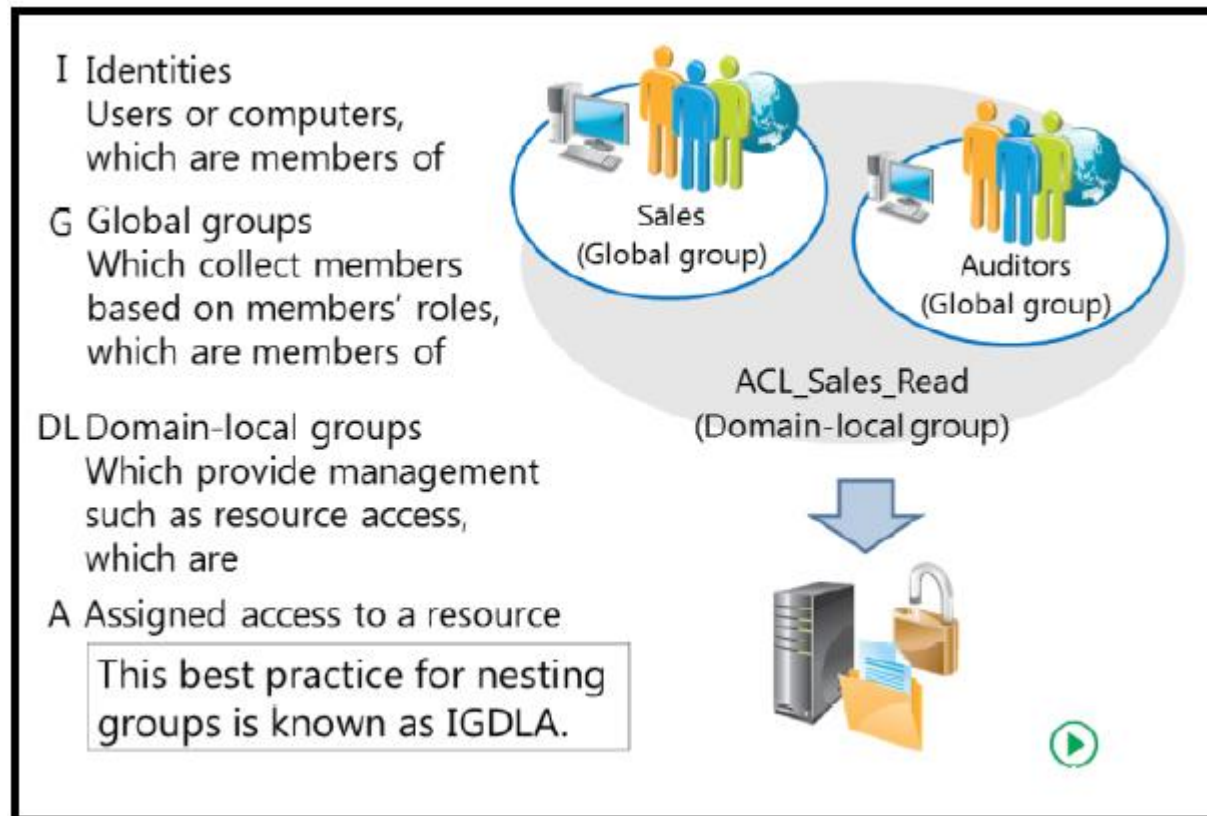 I Identities
Users or computers,
which are members of
G Global groups
Which collect members
based on members’ roles,
which are members of
DL Domain-local groups
Which provide management
such as resource access,
which are
A Assigned access to a resource
This best practice for nesting
groups is known as IGDLA.
Sales
(Global group)
Auditors
(Global group)
ACL_Sales_Read
(Domain-local group)